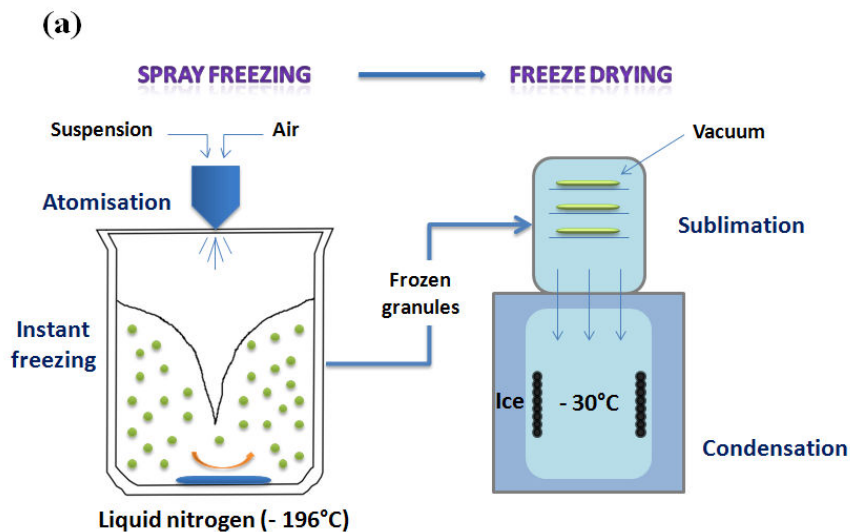 (a)
SPRAY FREEZING
FREEZE DRYING
Suspension
Air
Vacuum
Atomisation
Sublimation
Frozen
granules
Instant
freezing
Ice
- 30°C
Condensation
Liquid nitrogen (- 196°C)